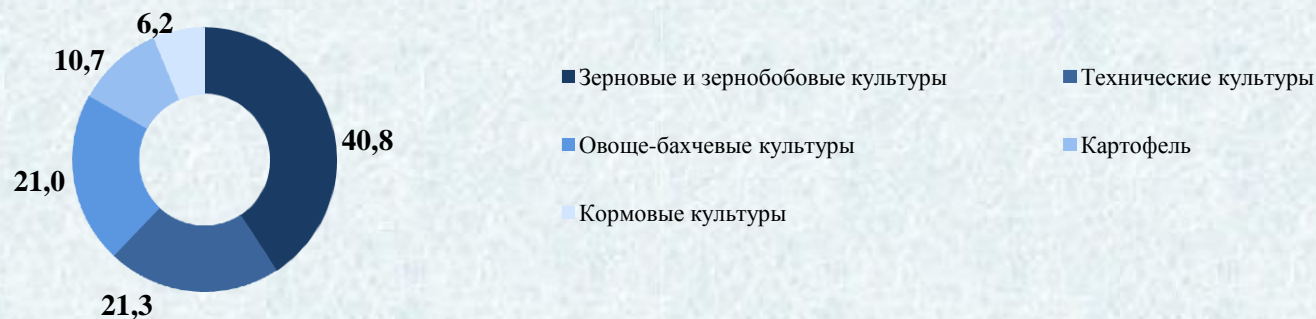 6,2
10,7
40,8
21,0
21,3
Зерновые и зернобобовые культуры
Технические культуры
Овоще-бахчевые культуры
Картофель
Кормовые культуры